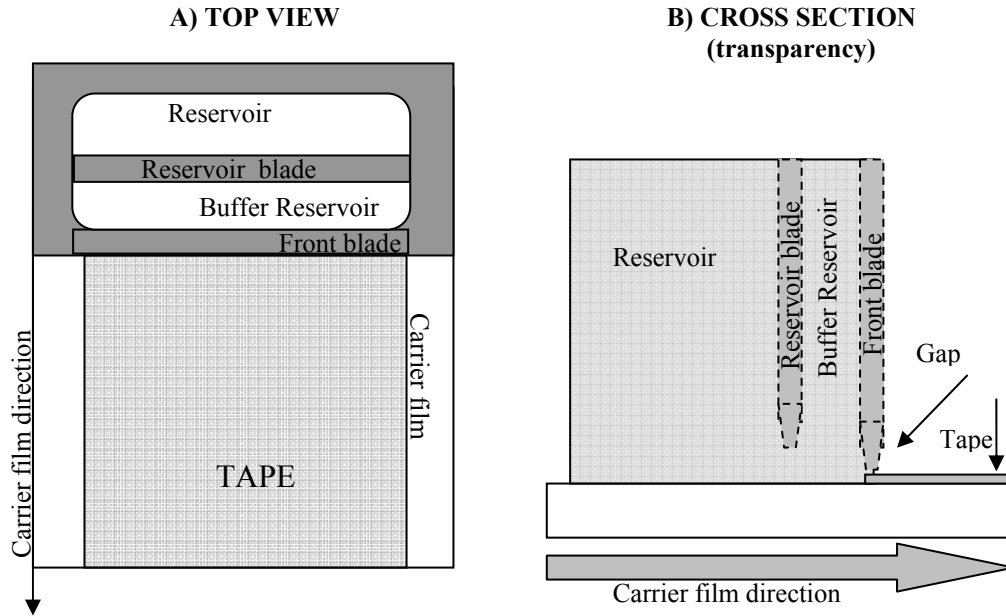 A) TOP VIEW
Reservoir
Reservoir blade
Buffer Reservoir
Front blade
Carrier film direction
Carrier film
TAPE
B) CROSS SECTION
(transparency)
Reservoir
Reservoir blade
Buffer Reservoir
Front blade
Gap
Tape
Carrier film direction